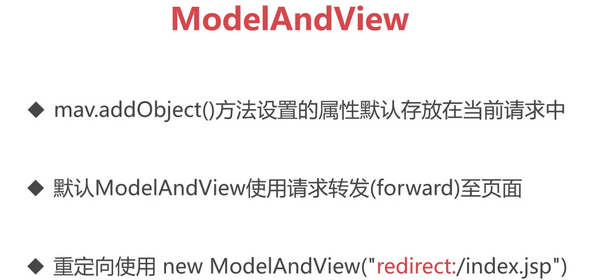 ModelAndView
◆ mav.addObject()方法设置的属性默认存放在当前请求中
◆ 默认ModelAndView使用请求转发(forward)至页面
◆ 重定向使用 new ModelAndView("redirect:/index.jsp")